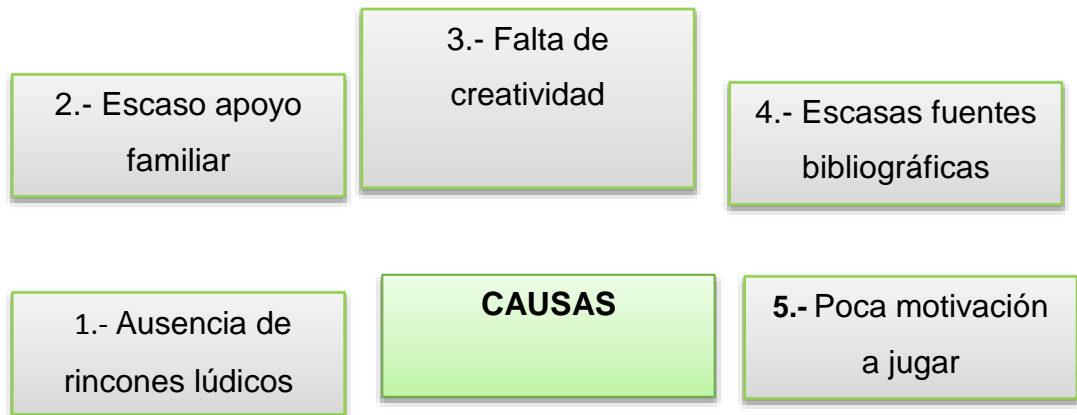 3.- Falta de
creatividad
2.- Escaso apoyo
familiar
4.- Escasas fuentes
bibliográficas
1.- Ausencia de
rincones lúdicos
CAUSAS
5.- Poca motivación
a jugar